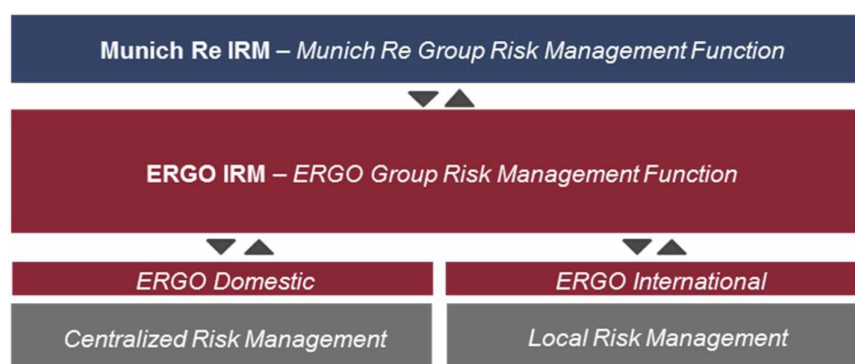 Munich Re IRM – Munich Re Group Risk Management Function
ERGO IRM – ERGO Group Risk Management Function
ERGO Domestic
ERGO International
Centralized Risk Management
Local Risk Management